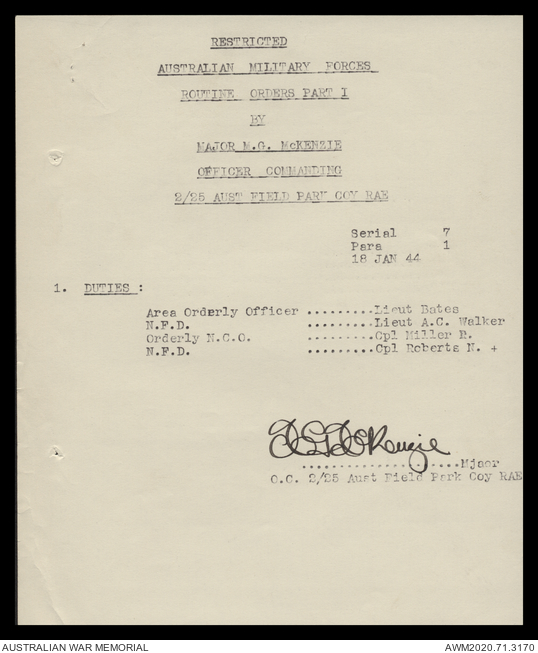 RESTRICTED
AUSTRALIAN MILITARY FORCES
ROUTINE ORDERS PART I
BY
MAJOR M.G. McKENZIE
OFFICER COMMANDING
2/25 AUST FIELD PARK COY RAE
Serial 7
Para 1
18 JAN 44
1. DUTIES :
Area Orderly Officer .........Lieut Bates
N.F.D. .........Lieut A.C. Walker
Orderly N.C.O. .........Cpl Miller R.
N.F.D. .........Cpl Roberts N. +
McKenzie
.....................Mjaor
O.C. 2/25 Aust Field Park Coy RAE
AUSTRALIAN WAR MEMORIAL AWM2020.71.3170